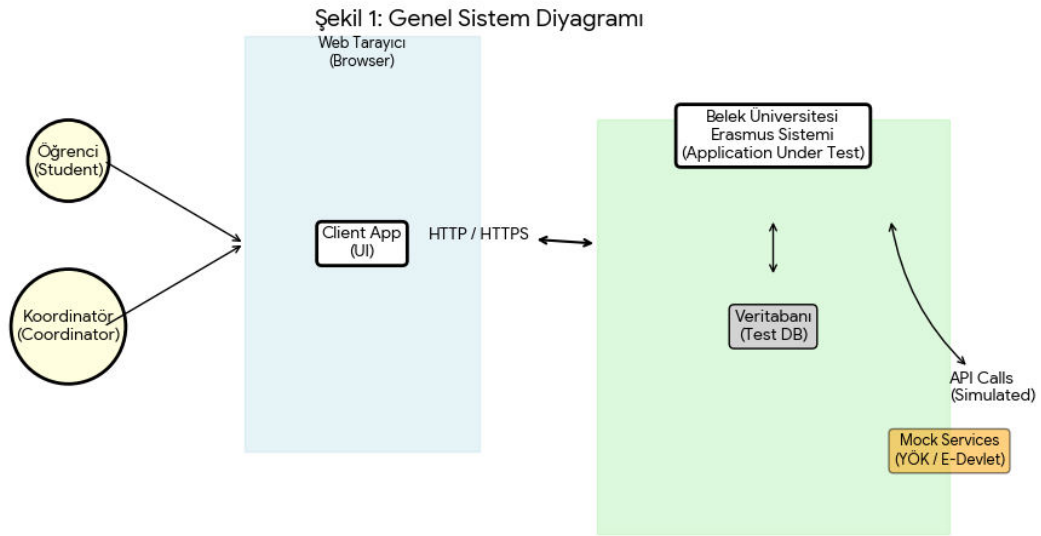 Şekil 1: Genel Sistem Diyagramı
Web Tarayıcı
(Browser)
Öğrenci
(Student)
Koordinatör
(Coordinator)
Client App
(UI)
HTTP / HTTPS
Belek Üniversitesi
Erasmus Sistemi
(Application Under Test)
Veritabanı
(Test DB)
API Calls
(Simulated)
Mock Services
(YÖK / E-Devlet)